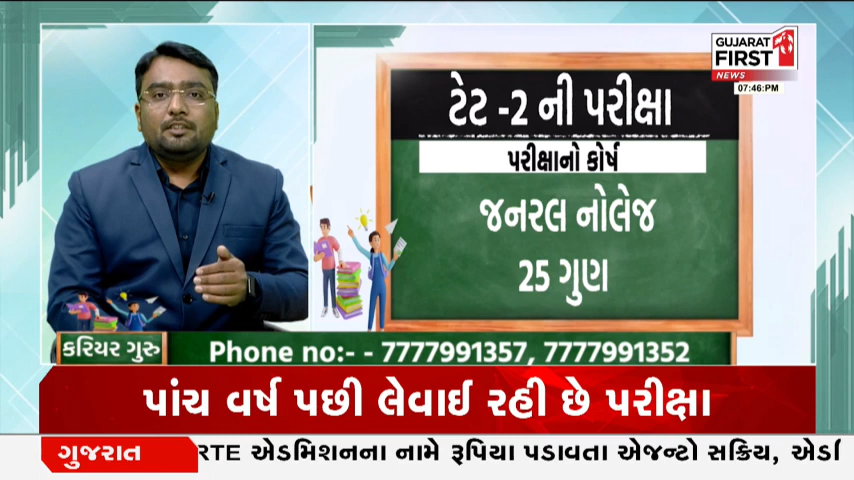 GUJARAT
FIRST
NEWS
07:46:PM
ટેટ -2 ની પરીક્ષા
પરીક્ષાનો કોર્ષ
જનરલ નોલેજ
25 ગુણ
કરિયર ગુરુ
Phone no:- - 7777991357, 7777991352
પાંચ વર્ષ પછી લેવાઈ રહી છે પરીક્ષા
ગુજરાત
RTE એડમિશનના નામે રૂપિયા પડાવતા એજન્ટો સક્રિય, એર્ડા